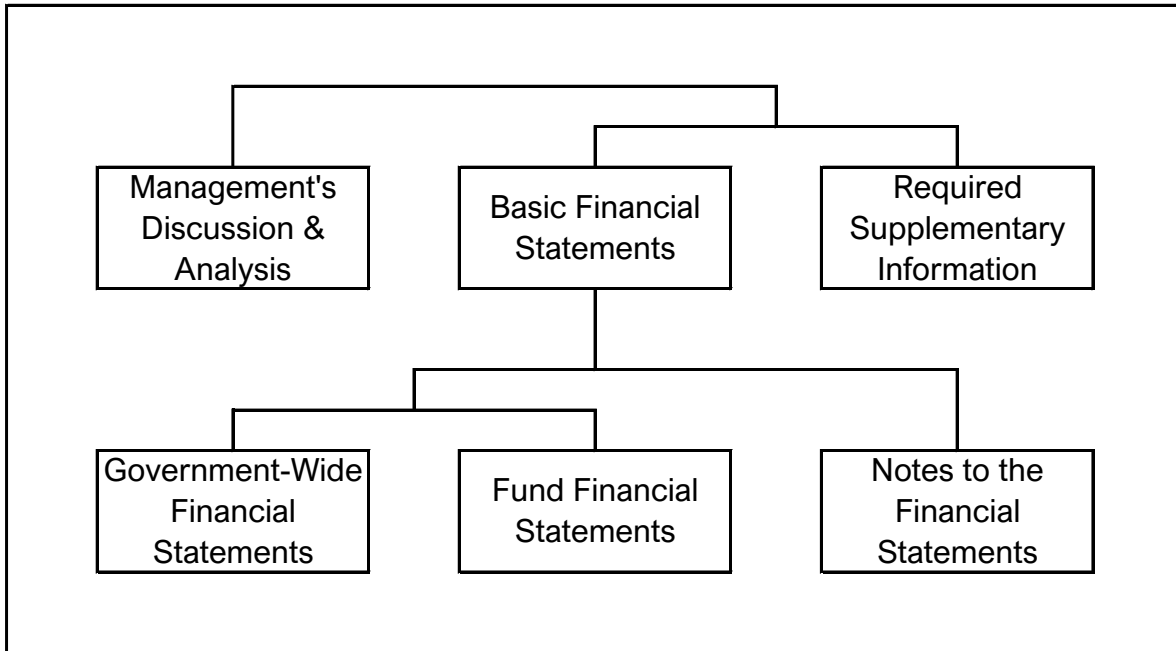 Management's
Discussion &
Analysis
Basic Financial
Statements
Required
Supplementary
Information
Government-Wide
Financial
Statements
Fund Financial
Statements
Notes to the
Financial
Statements